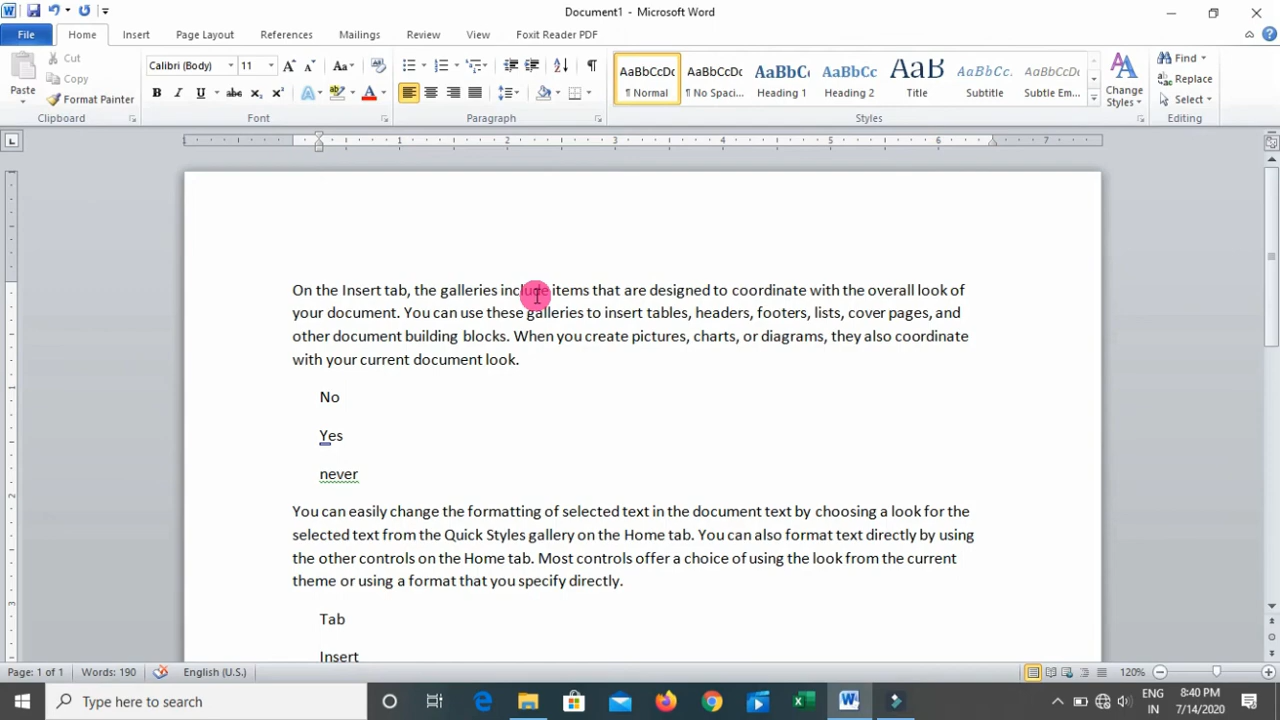 Document1 - Microsoft Word
File Home Insert Page Layout References Mailings Review View Foxit Reader PDF
Paste
Cut
Copy
Format Painter
Clipboard
Calibri (Body) 11
Font
Paragraph
AaBbCcDc AaBbCcDc AaBbCc AaBbCc AaB AaBbCc. AaBbCcDc
¶ Normal ¶ No Spaci... Heading 1 Heading 2 Title Subtitle Subtle Em...
Styles
Change
Styles
Find
Replace
Select
Editing
1 2 3 4 5 6 7
On the Insert tab, the galleries include items that are designed to coordinate with the overall look of
your document. You can use these galleries to insert tables, headers, footers, lists, cover pages, and
other document building blocks. When you create pictures, charts, or diagrams, they also coordinate
with your current document look.
No
Yes
never
You can easily change the formatting of selected text in the document text by choosing a look for the
selected text from the Quick Styles gallery on the Home tab. You can also format text directly by using
the other controls on the Home tab. Most controls offer a choice of using the look from the current
theme or using a format that you specify directly.
Tab
Insert
Page: 1 of 1 Words: 190 English (U.S.) 120%
Type here to search
ENG
IN
8:40 PM
7/14/2020